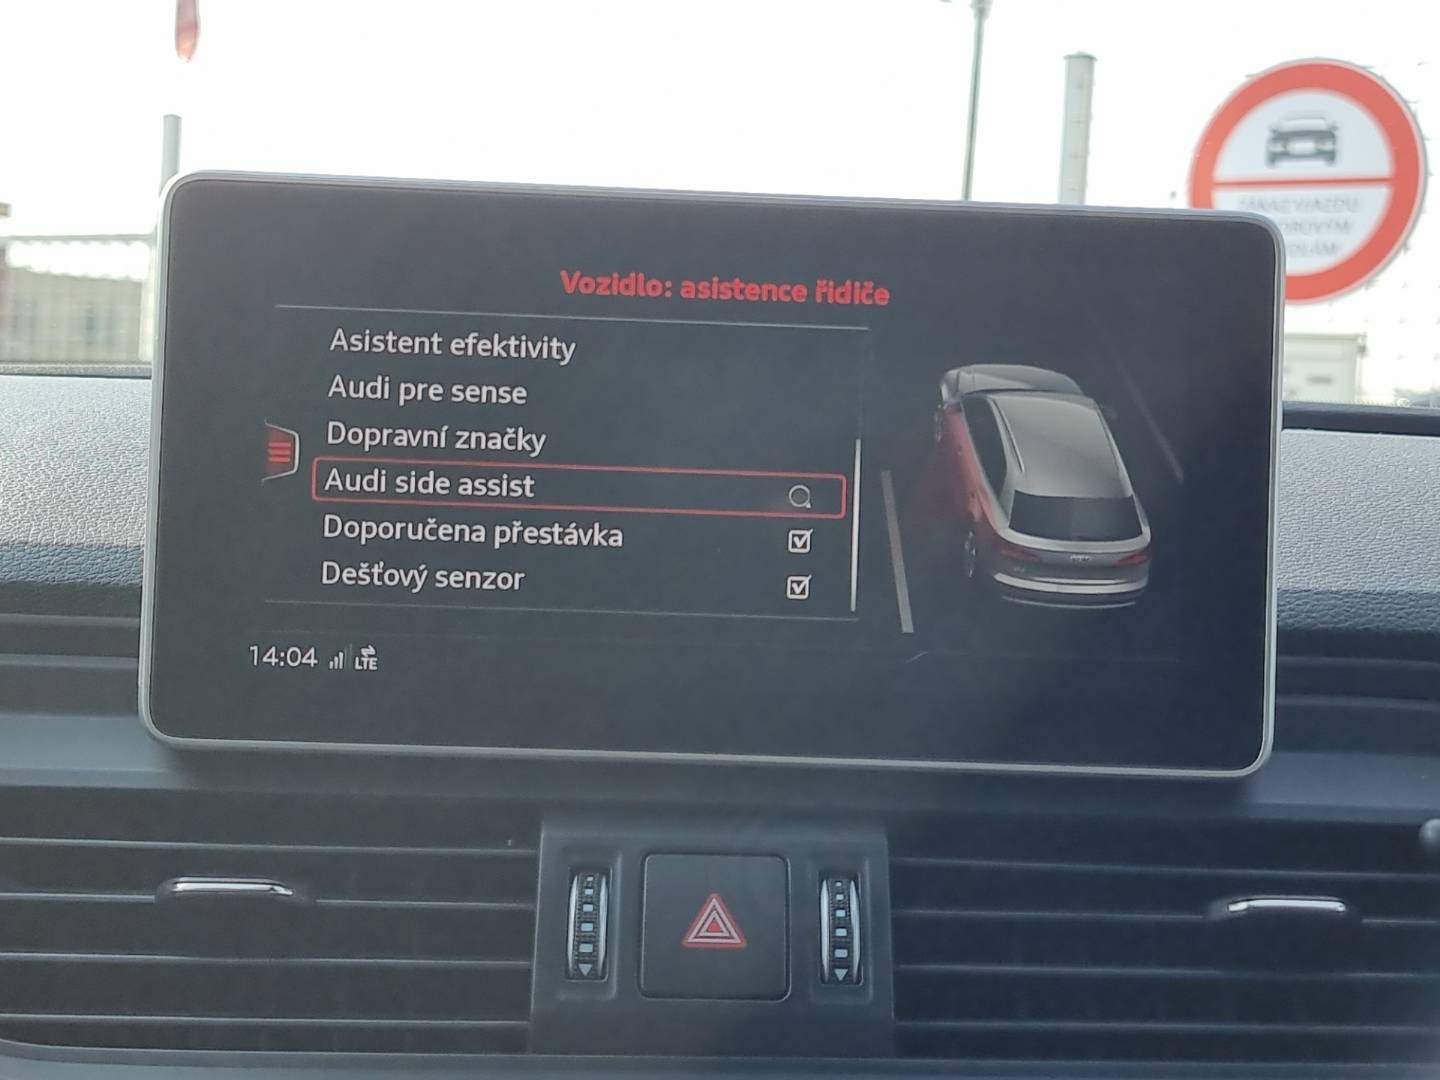 Vozidlo: asistence řidiče
Asistent efektivity
Audi pre sense
Dopravní značky
Audi side assist
Doporučena přestávka
Dešťový senzor
14:04 LTE